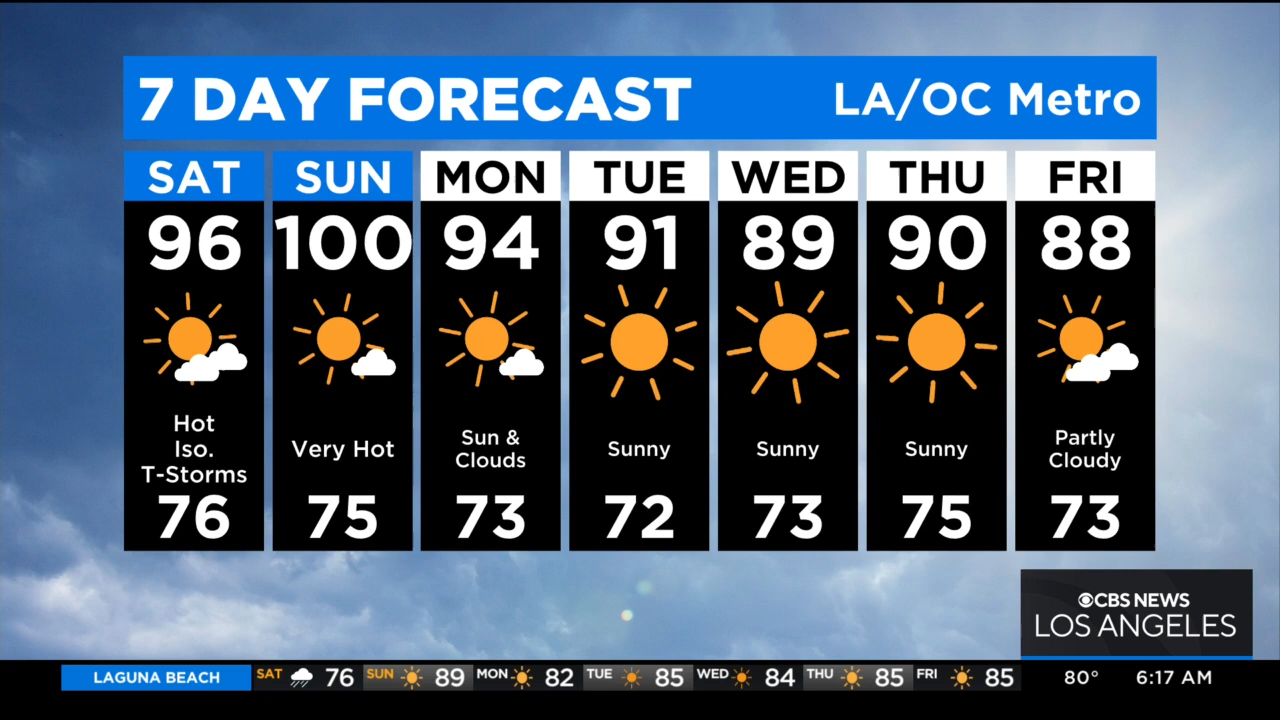 7 DAY FORECAST LA/OC Metro
SAT SUN MON TUE WED THU FRI
96 100 94 91 89 90 88
Hot
Iso.
T-Storms
Very Hot
Sun &
Clouds
Sunny
Sunny
Sunny
Partly
Cloudy
76 75 73 72 73 75 73
CBS NEWS
LOS ANGELES
LAGUNA BEACH SAT 76 SUN 89 MON 82 TUE 85 WED 84 THU 85 FRI 85 80° 6:17 AM